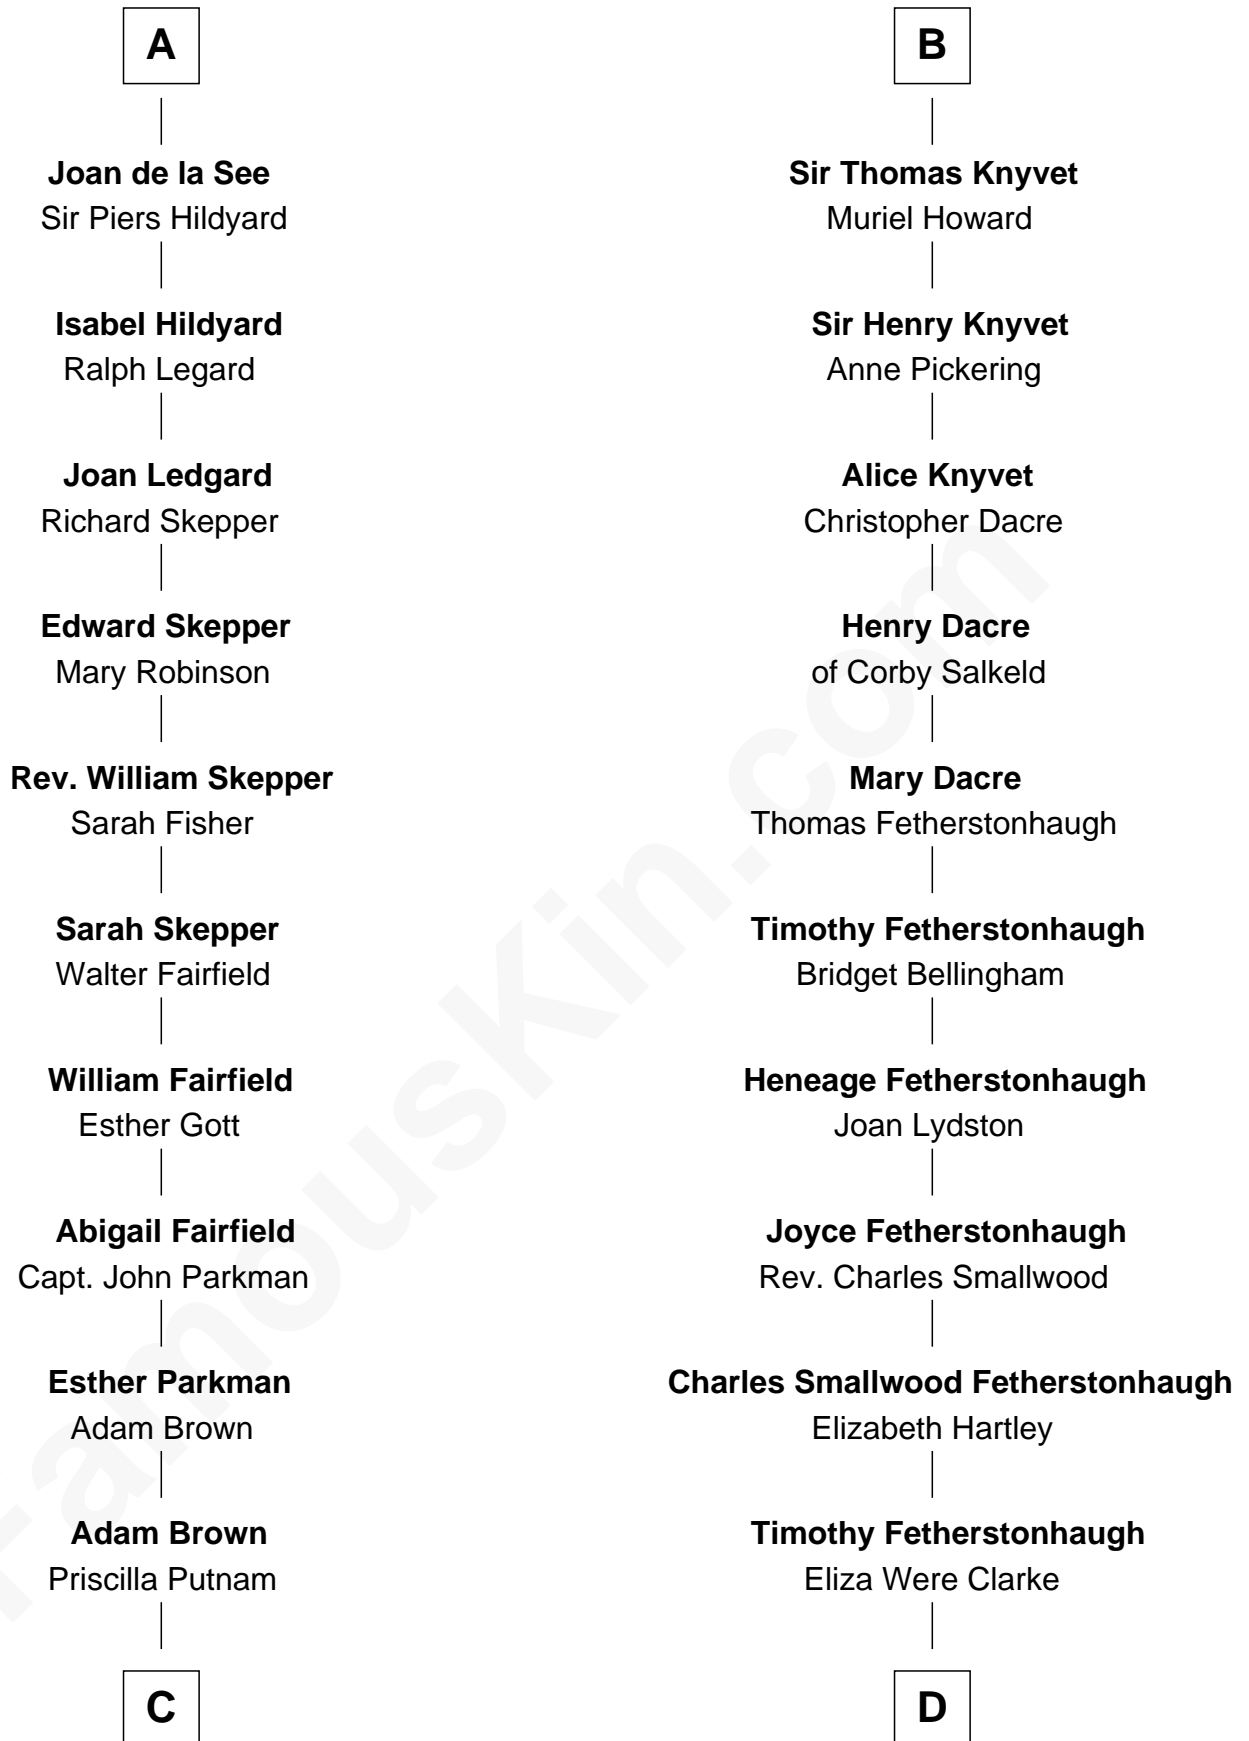 A
Joan de la See
Sir Piers Hildyard
Isabel Hildyard
Ralph Legard
Joan Ledgard
Richard Skepper
Edward Skepper
Mary Robinson
Rev. William Skepper
Sarah Fisher
Sarah Skepper
Walter Fairfield
William Fairfield
Esther Gott
Abigail Fairfield
Capt. John Parkman
Esther Parkman
Adam Brown
Adam Brown
Priscilla Putnam
C
B
Sir Thomas Knyvet
Muriel Howard
Sir Henry Knyvet
Anne Pickering
Alice Knyvet
Christopher Dacre
Henry Dacre
of Corby Salkeld
Mary Dacre
Thomas Fetherstonhaugh
Timothy Fetherstonhaugh
Bridget Bellingham
Heneage Fetherstonhaugh
Joan Lydston
Joyce Fetherstonhaugh
Rev. Charles Smallwood
Charles Smallwood Fetherstonhaugh
Elizabeth Hartley
Timothy Fetherstonhaugh
Eliza Were Clarke
D
FamousKin.com